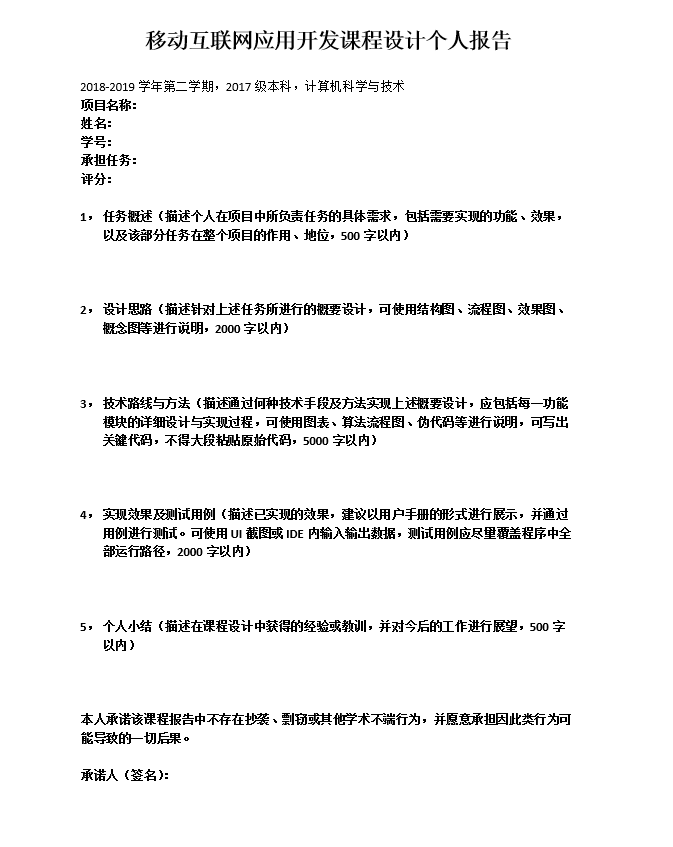 移动互联网应用开发课程设计个人报告
2018-2019 学年第二学期，2017 级本科，计算机科学与技术
项目名称：
姓名：
学号：
承担任务：
评分：
1， 任务概述（描述个人在项目中所负责任务的具体需求，包括需要实现的功能、效果，
以及该部分任务在整个项目的作用、地位，500 字以内）
2， 设计思路（描述针对上述任务所进行的概要设计，可使用结构图、流程图、效果图、
概念图等进行说明，2000 字以内）
3， 技术路线与方法（描述通过何种技术手段及方法实现上述概要设计，应包括每一功能
模块的详细设计与实现过程，可使用图表、算法流程图、伪代码等进行说明，可写出
关键代码，不得大段粘贴原始代码，5000 字以内）
4， 实现效果及测试用例（描述已实现的效果，建议以用户手册的形式进行展示，并通过
用例进行测试。可使用 UI 截图或 IDE 内输入输出数据，测试用例应尽量覆盖程序中全
部运行路径，2000 字以内）
5， 个人小结（描述在课程设计中获得的经验或教训，并对今后的工作进行展望，500 字
以内）
本人承诺该课程报告中不存在抄袭、剽窃或其他学术不端行为，并愿意承担因此类行为可
能导致的一切后果。
承诺人（签名）：